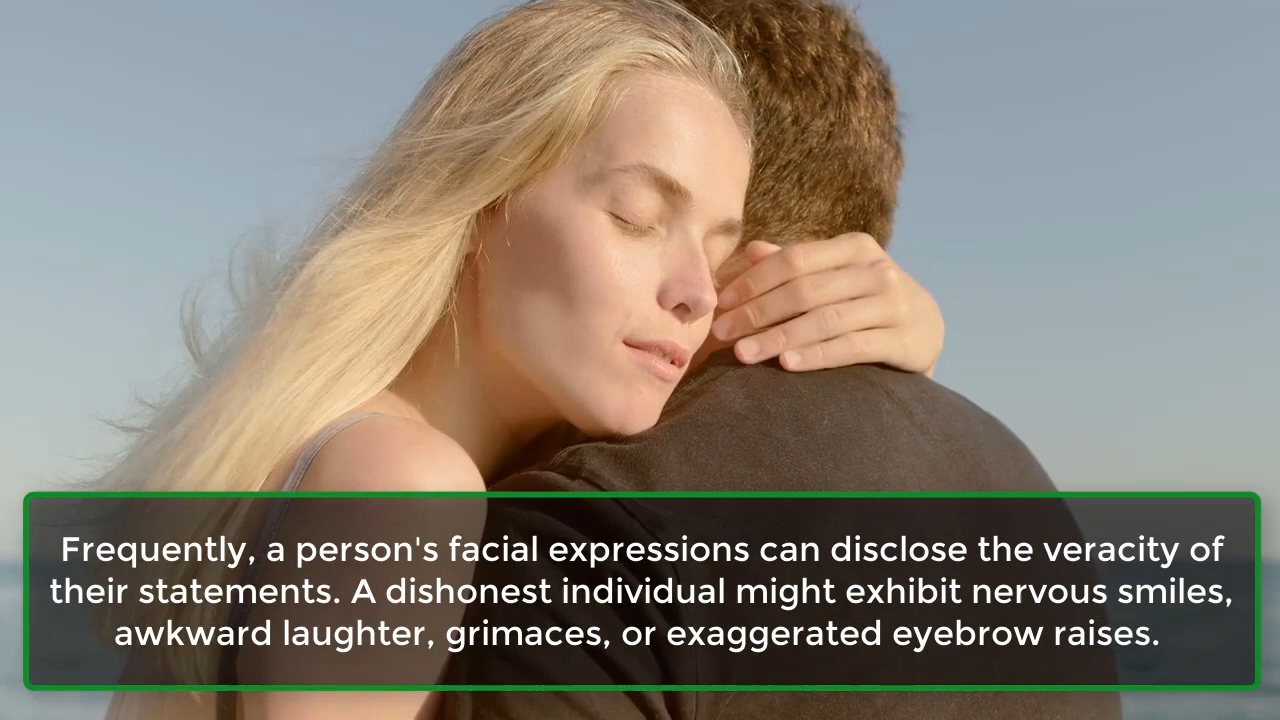 Frequently, a person's facial expressions can disclose the veracity of
their statements. A dishonest individual might exhibit nervous smiles,
awkward laughter, grimaces, or exaggerated eyebrow raises.